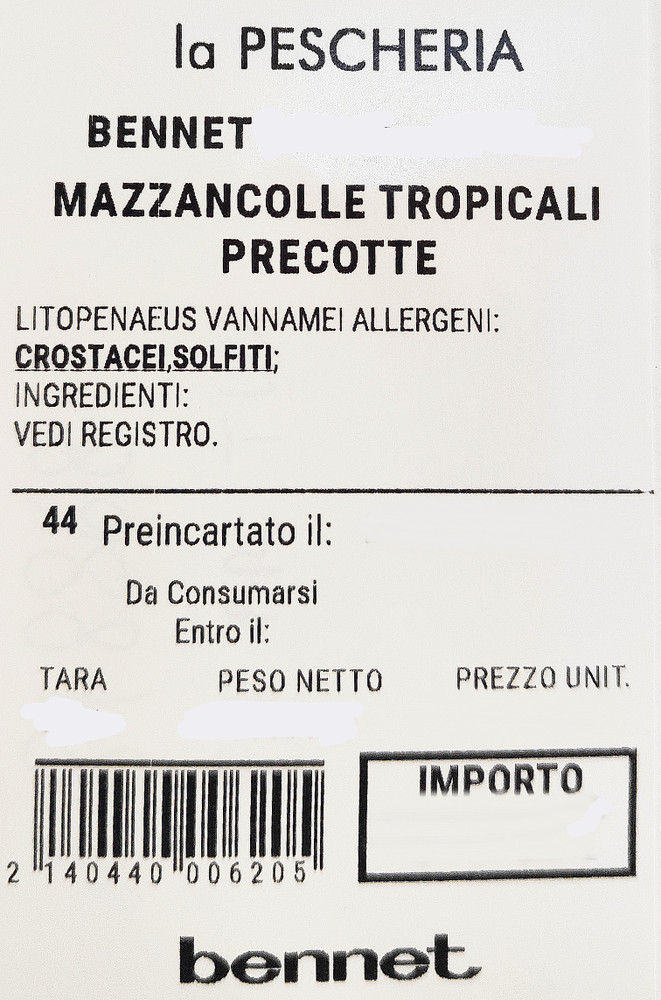 la PESCHERIA
BENNET
MAZZANCOLLE TROPICALI
PRECOTTE
LITOPENAEUS VANNAMEI ALLERGENI:
CROSTACEI,SOLFITI;
INGREDIENTI:
VEDI REGISTRO.
44 Preincartato il:
Da Consumarsi
Entro il:
TARA PESO NETTO PREZZO UNIT.
IMPORTO
2 140440 006205
bennet